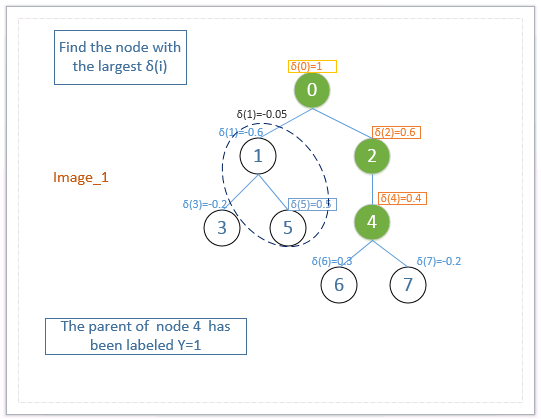 Find the node with
the largest δ(i)
δ(0)=1
0
δ(1)=-0.05
δ(1)=-0.6
δ(2)=0.6
1
2
Image_1
δ(3)=-0.2
δ(5)=0.5
δ(4)=0.4
3
5
4
δ(6)=0.3
δ(7)=-0.2
6
7
The parent of node 4 has
been labeled Y=1